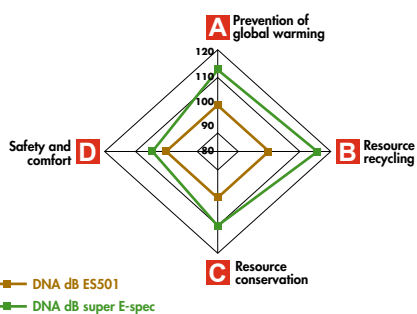 A Prevention of
global warming
120
110
100
90
80
Safety and
comfort D
B Resource
recycling
C Resource
conservation
DNA dB ES501
DNA dB super E-spec